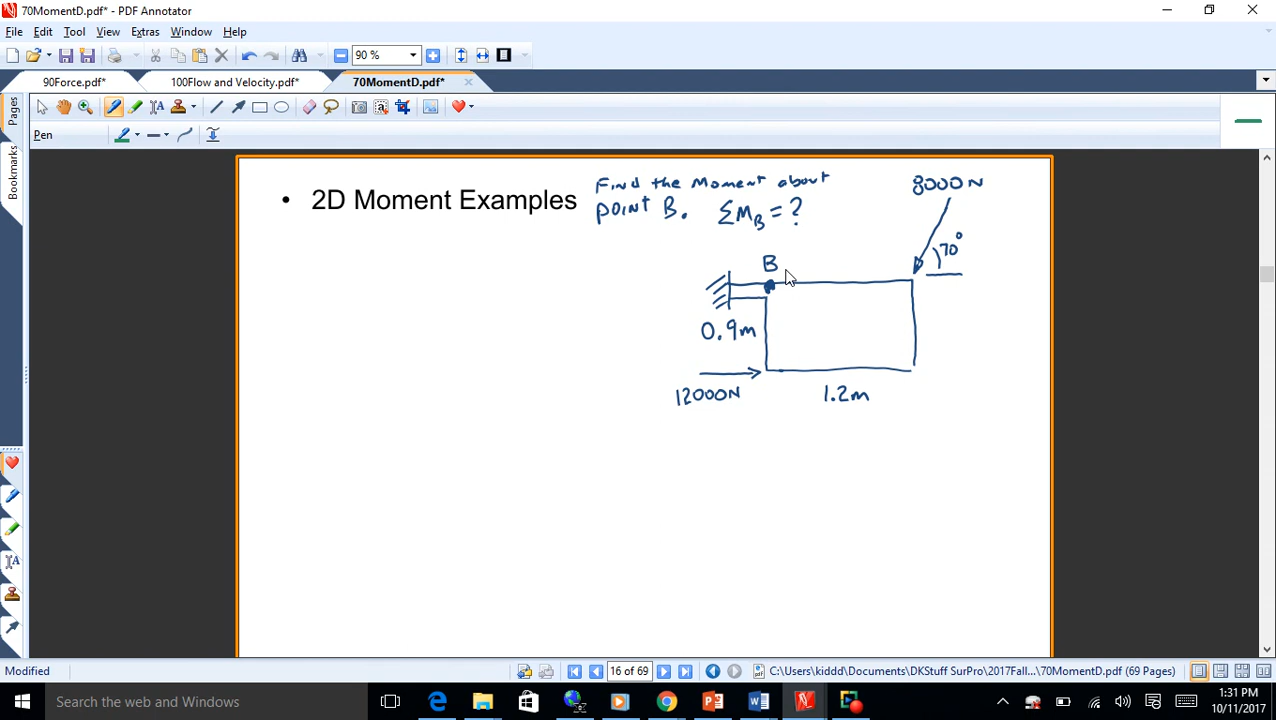 70MomentD.pdf* - PDF Annotator
File Edit Tool View Extras Window Help
90 %
90Force.pdf* 100Flow and Velocity.pdf* 70MomentD.pdf*
Pen
Pages
Bookmarks
• 2D Moment Examples
Find the Moment about
point B. ΣM_B = ?
8000N
70°
B
0.9m
12000N
1.2m
Modified
16 of 69
C:\Users\kiddd\Documents\DKStuff SurPro\2017Fall...\70MomentD.pdf (69 Pages)
Search the web and Windows
1:31 PM
10/11/2017